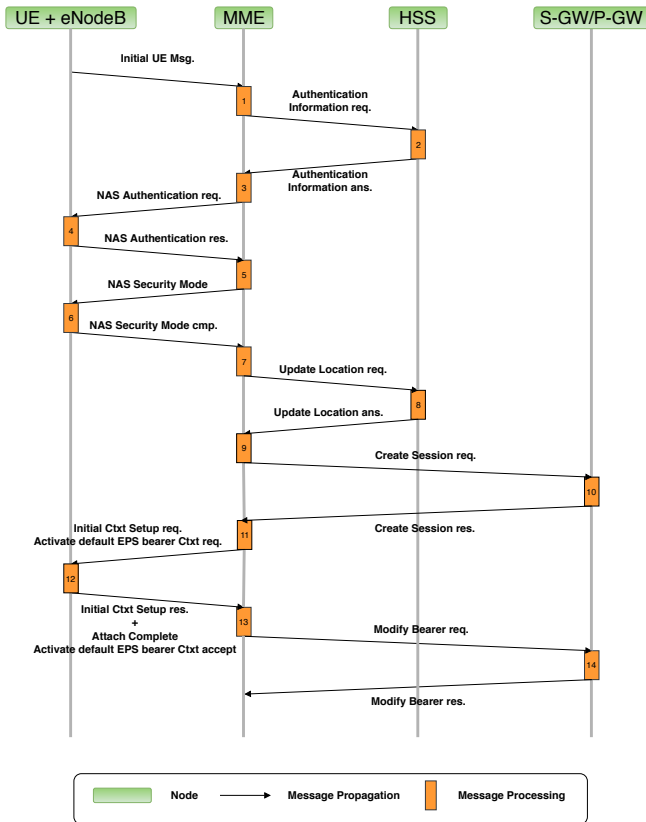 UE + eNodeB
MME
HSS
S-GW/P-GW
Initial UE Msg.
1
Authentication
Information req.
2
Authentication
Information ans.
3
NAS Authentication req.
4
NAS Authentication res.
5
NAS Security Mode
6
NAS Security Mode cmp.
7
Update Location req.
8
Update Location ans.
9
Create Session req.
10
Create Session res.
11
Initial Ctxt Setup req.
Activate default EPS bearer Ctxt req.
12
Initial Ctxt Setup res.
+
Attach Complete
Activate default EPS bearer Ctxt accept
13
Modify Bearer req.
14
Modify Bearer res.
Node
Message Propagation
Message Processing